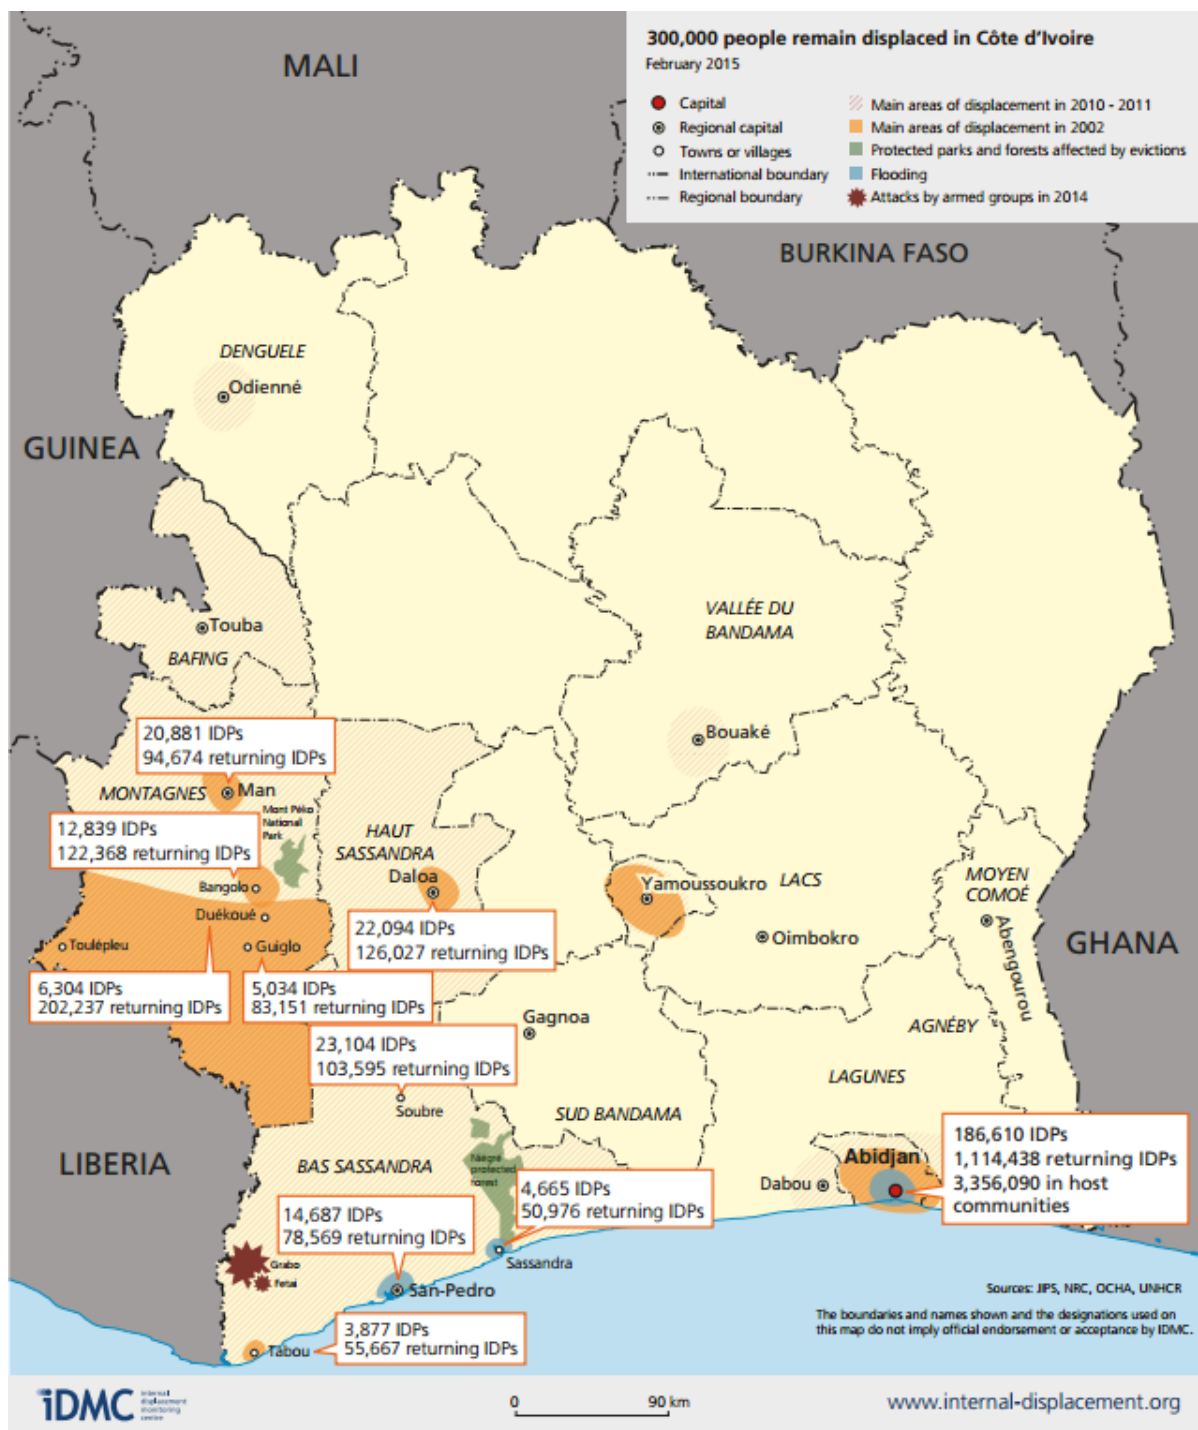 300,000 people remain displaced in Côte d'Ivoire
February 2015
Capital
Regional capital
Towns or villages
International boundary
Regional boundary
Main areas of displacement in 2010 - 2011
Main areas of displacement in 2002
Protected parks and forests affected by evictions
Flooding
Attacks by armed groups in 2014
MALI
BURKINA FASO
GUINEA
GHANA
LIBERIA
DENGUELE
Odienné
Touba
BAFING
VALLÉE DU
BANDAMA
Bouaké
20,881 IDPs
94,674 returning IDPs
MONTAGNES
Man
Mont Péko
National
Park
12,839 IDPs
122,368 returning IDPs
HAUT
SASSANDRA
Daloa
Bangolo
Duékoué
Toulépleu
Guiglo
22,094 IDPs
126,027 returning IDPs
Yamoussoukro
LACS
Oimbokro
MOYEN
COMOÉ
Abengourou
6,304 IDPs
202,237 returning IDPs
5,034 IDPs
83,151 returning IDPs
23,104 IDPs
103,595 returning IDPs
Soubre
Gagnoa
AGNÉBY
LAGUNES
SUD BANDAMA
BAS SASSANDRA
Niégré
protected
forest
Abidjan
Dabou
186,610 IDPs
1,114,438 returning IDPs
3,356,090 in host
communities
4,665 IDPs
50,976 returning IDPs
Sassandra
14,687 IDPs
78,569 returning IDPs
San-Pedro
Grabo
Fetai
3,877 IDPs
55,667 returning IDPs
Tabou
Sources: JIPS, NRC, OCHA, UNHCR
The boundaries and names shown and the designations used on
this map do not imply official endorsement or acceptance by IDMC.
iDMC
internal
displacement
monitoring
centre
0 90 km
www.internal-displacement.org